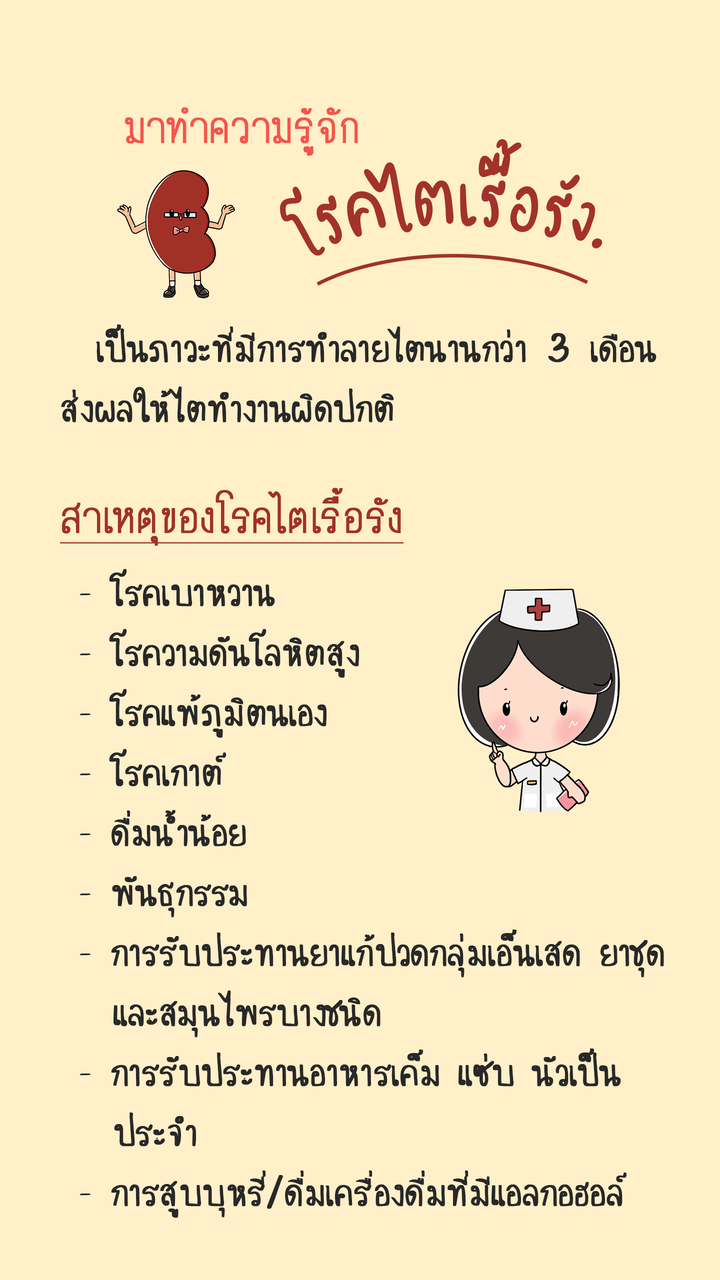 มาทำความรู้จัก
โรคไตเรื้อรัง.
เป็นภาวะที่มีการทำลายไตนานกว่า 3 เดือน
ส่งผลให้ไตทำงานผิดปกติ
สาเหตุของโรคไตเรื้อรัง
- โรคเบาหวาน
- โรความดันโลหิตสูง
- โรคแพ้ภูมิตนเอง
- โรคเกาต์
- ดื่มน้ำน้อย
- พันธุกรรม
- การรับประทานยาแก้ปวดกลุ่มเอ็นเสด ยาชุด
และสมุนไพรบางชนิด
- การรับประทานอาหารเค็ม แซ่บ นัวเป็น
ประจำ
- การสูบบุหรี่/ดื่มเครื่องดื่มที่มีแอลกอฮอล์